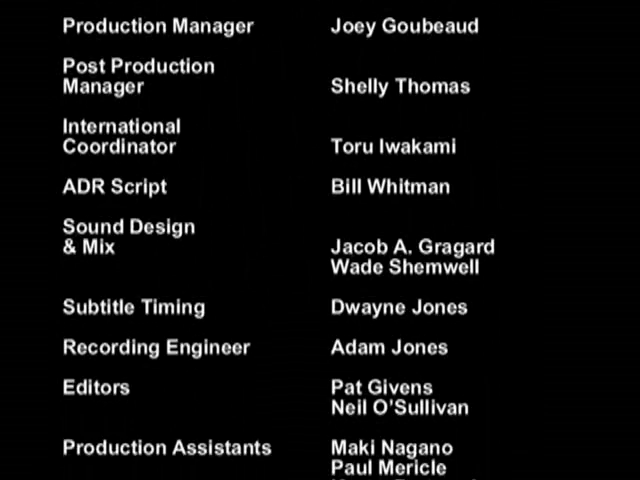 Production Manager Joey Goubeaud
Post Production
Manager Shelly Thomas
International
Coordinator Toru Iwakami
ADR Script Bill Whitman
Sound Design
& Mix Jacob A. Gragard
Wade Shemwell
Subtitle Timing Dwayne Jones
Recording Engineer Adam Jones
Editors Pat Givens
Neil O'Sullivan
Production Assistants Maki Nagano
Paul Mericle